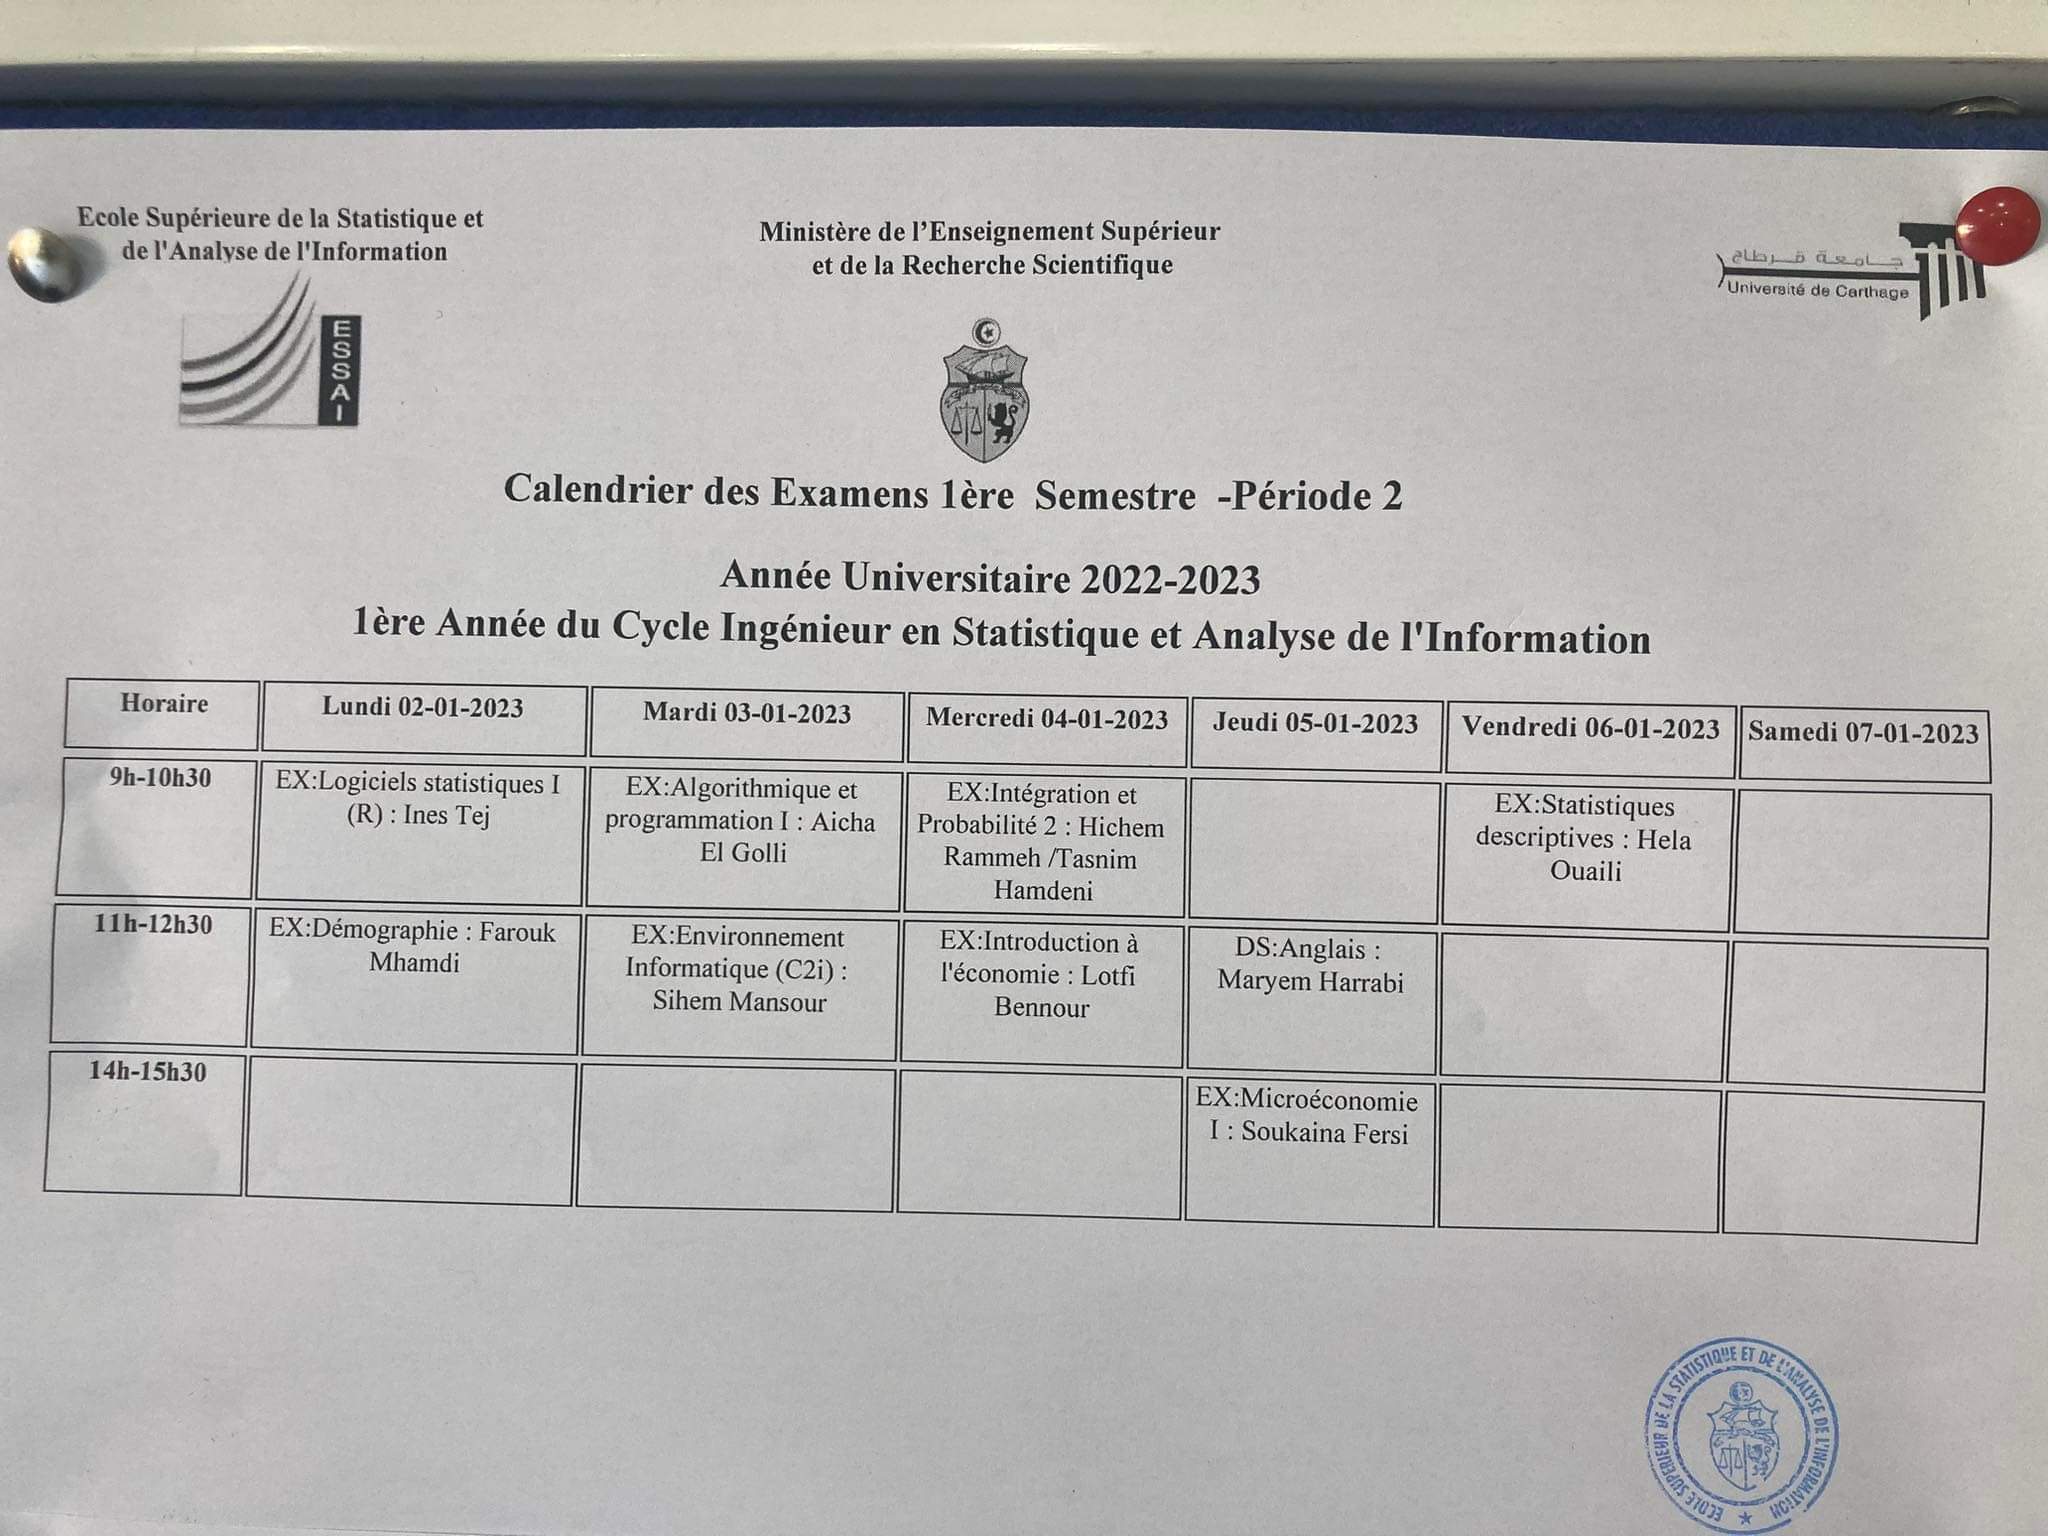 Ecole Supérieure de la Statistique et
de l'Analyse de l'Information
ESSAI
Ministère de l’Enseignement Supérieur
et de la Recherche Scientifique
جامعة قرطاج
Université de Carthage
Calendrier des Examens 1ère Semestre -Période 2
Année Universitaire 2022-2023
1ère Année du Cycle Ingénieur en Statistique et Analyse de l'Information
Horaire
Lundi 02-01-2023
Mardi 03-01-2023
Mercredi 04-01-2023
Jeudi 05-01-2023
Vendredi 06-01-2023
Samedi 07-01-2023
9h-10h30
EX:Logiciels statistiques I
(R) : Ines Tej
EX:Algorithmique et
programmation I : Aicha
El Golli
EX:Intégration et
Probabilité 2 : Hichem
Rammeh /Tasnim
Hamdeni
EX:Statistiques
descriptives : Hela
Ouaili
11h-12h30
EX:Démographie : Farouk
Mhamdi
EX:Environnement
Informatique (C2i) :
Sihem Mansour
EX:Introduction à
l'économie : Lotfi
Bennour
DS:Anglais :
Maryem Harrabi
14h-15h30
EX:Microéconomie
I : Soukaina Fersi
ECOLE SUPERIEUR DE LA STATISTIQUE ET DE L'ANALYSE DE L'INFORMATION